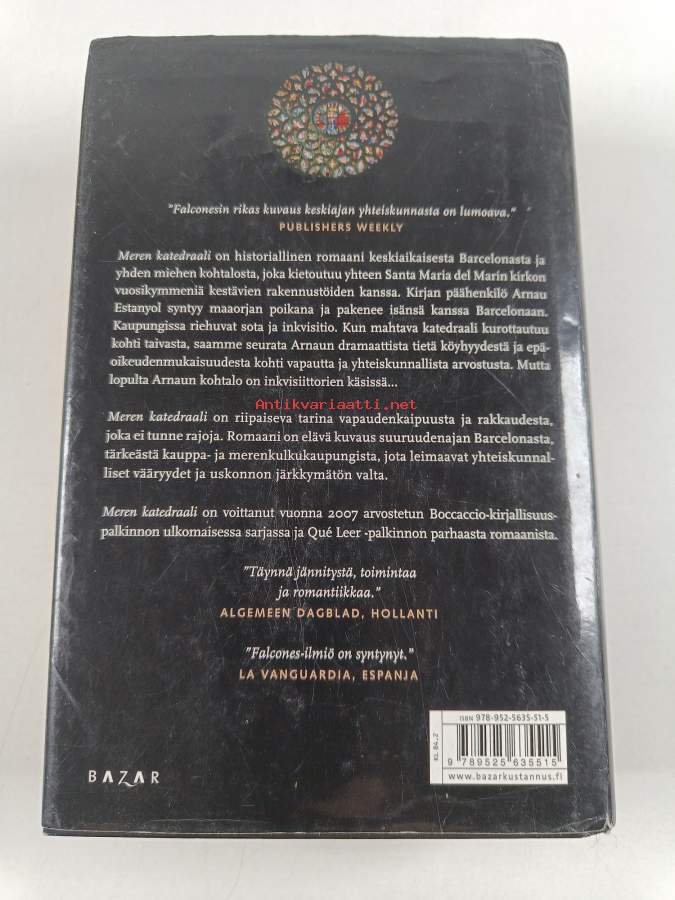 "Falconesin rikas kuvaus keskiajan yhteiskunnasta on lumoava."
PUBLISHERS WEEKLY
Meren katedraali on historiallinen romaani keskiaikaisesta Barcelonasta ja
yhden miehen kohtalosta, joka kietoutuu yhteen Santa Maria del Marin kirkon
vuosikymmeniä kestävien rakennustöiden kanssa. Kirjan päähenkilö Arnau
Estanyol syntyy maaorjan poikana ja pakenee isänsä kanssa Barcelonaan.
Kaupungissa riehuvat sota ja inkvisitio. Kun mahtava katedraali kurottautuu
kohti taivasta, saamme seurata Arnaun dramaattista tietä köyhyydestä ja epä-
oikeudenmukaisuudesta kohti vapautta ja yhteiskunnallista arvostusta. Mutta
lopulta Arnaun kohtalo on inkvisiittorien käsissä...
Antikvariaatti.net
Meren katedraali on riipaiseva tarina vapaudenkaipuusta ja rakkaudesta,
joka ei tunne rajoja. Romaani on elävä kuvaus suuruudenajan Barcelonasta,
tärkeästä kauppa- ja merenkulkukaupungista, jota leimaavat yhteiskunnal-
liset vääryydet ja uskonnon järkkymätön valta.
Meren katedraali on voittanut vuonna 2007 arvostetun Boccaccio-kirjallisuus-
palkinnon ulkomaisessa sarjassa ja Qué Leer -palkinnon parhaasta romaanista.
"Täynnä jännitystä, toimintaa
ja romantiikkaa."
ALGEMEEN DAGBLAD, HOLLANTI
"Falcones-ilmiö on syntynyt."
LA VANGUARDIA, ESPANJA
ISBN 978-952-5635-51-5
KL 84.2
9 789525 635515
www.bazarkustannus.fi
BAZAR